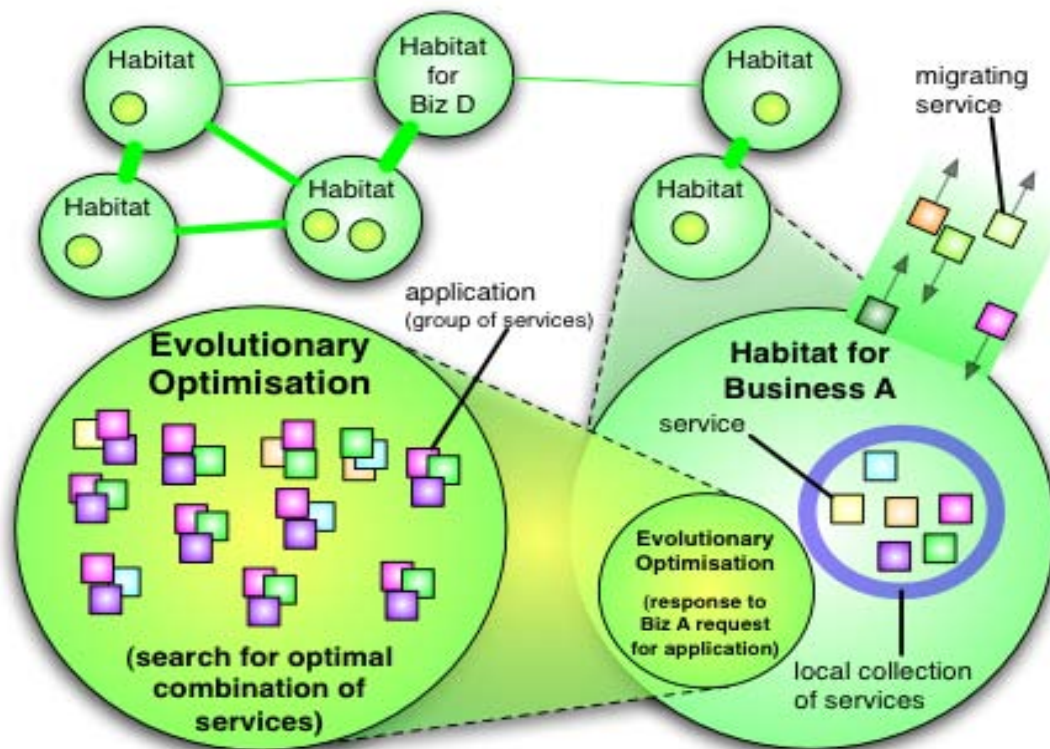 Habitat
Habitat
for
Biz D
Habitat
migrating
service
Habitat
Habitat
Habitat
application
(group of services)
Evolutionary
Optimisation
Habitat for
Business A
service
Evolutionary
Optimisation
(response to
Biz A request
for application)
(search for optimal
combination of
services)
local collection
of services